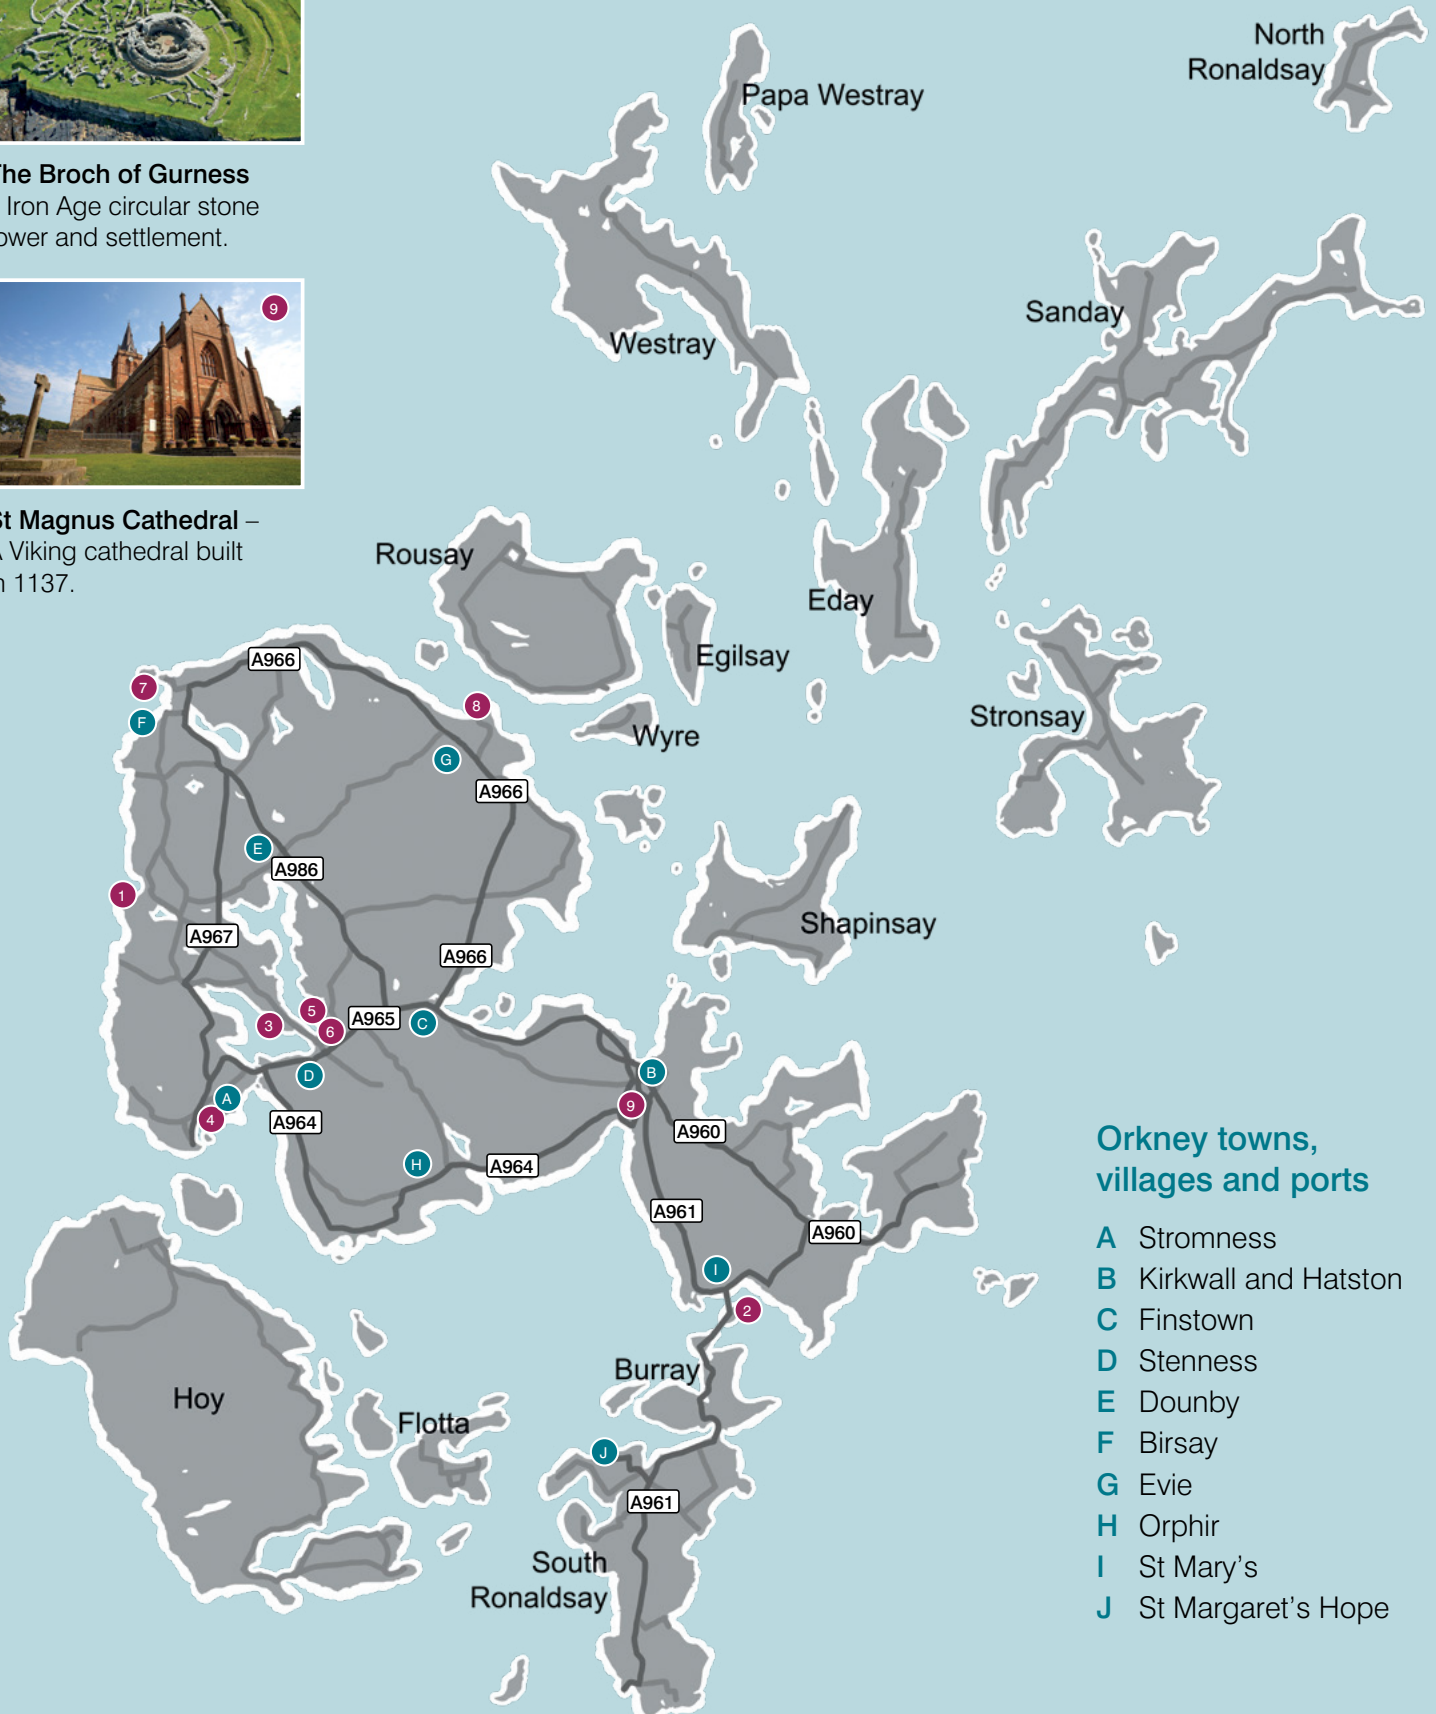 The Broch of Gurness
Iron Age circular stone
tower and settlement.
9
St Magnus Cathedral –
A Viking cathedral built
in 1137.
North
Ronaldsay
Papa Westray
Sanday
Westray
Rousay
Eday
Egilsay
Stronsay
Wyre
Shapinsay
A966
7
F
8
G
A966
E
A986
1
A967
A966
5
3
6
A965
C
D
B
A
4
9
A964
A960
H
A964
A961
A960
I
2
Burray
Hoy
Flotta
J
A961
South
Ronaldsay
Orkney towns,
villages and ports
A Stromness
B Kirkwall and Hatston
C Finstown
D Stenness
E Dounby
F Birsay
G Evie
H Orphir
I St Mary's
J St Margaret's Hope